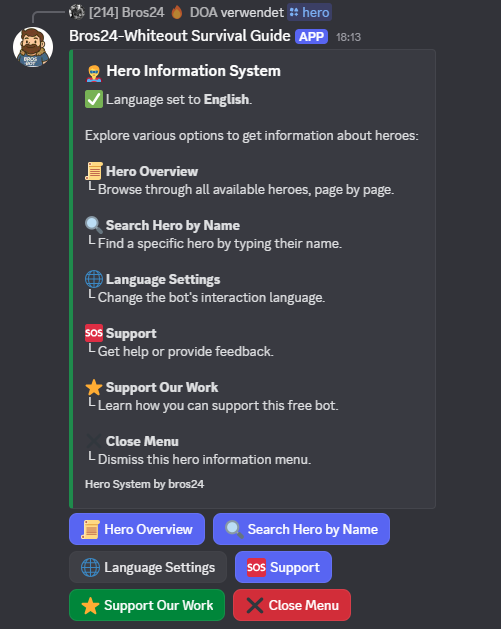 [214] Bros24 🔥 DOA verwendet hero
Bros24-Whiteout Survival Guide APP 18:13
BROS BOT
Hero Information System
Language set to English.
Explore various options to get information about heroes:
Hero Overview
Browse through all available heroes, page by page.
Search Hero by Name
Find a specific hero by typing their name.
Language Settings
Change the bot's interaction language.
SOS Support
Get help or provide feedback.
Support Our Work
Learn how you can support this free bot.
Close Menu
Dismiss this hero information menu.
Hero System by bros24
Hero Overview
Search Hero by Name
Language Settings
SOS Support
Support Our Work
Close Menu